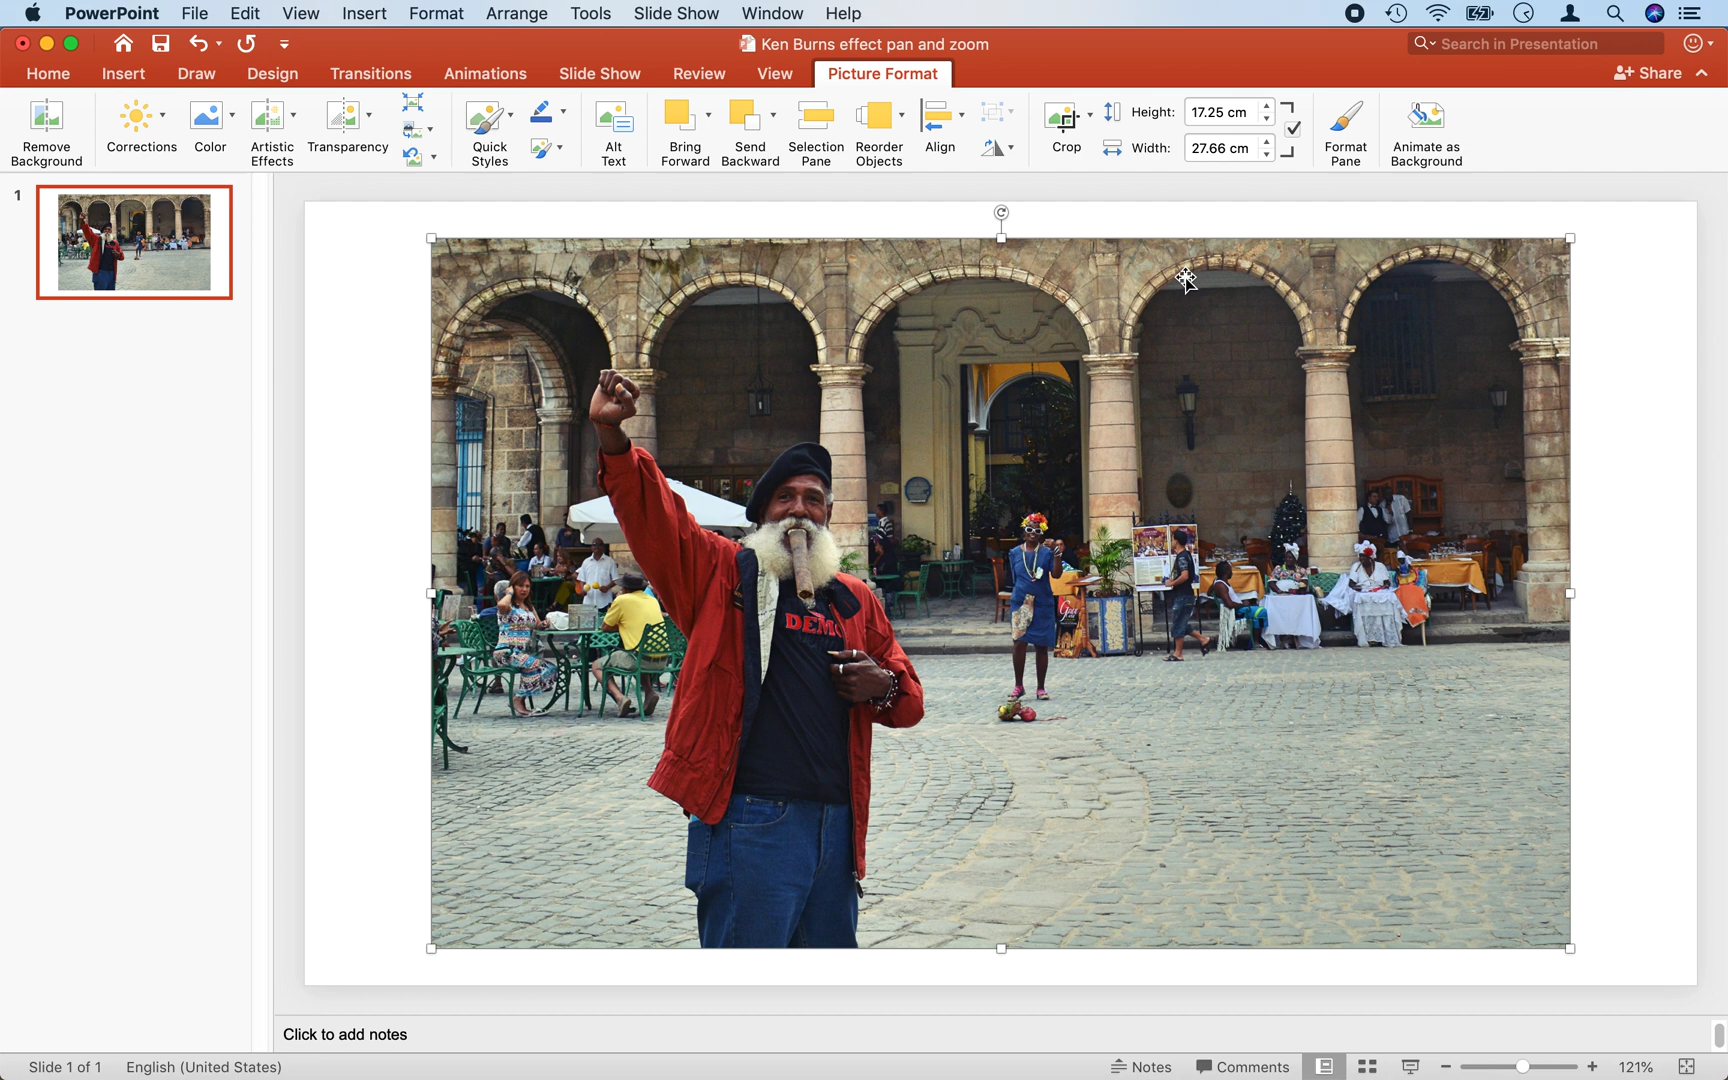 PowerPoint File Edit View Insert Format Arrange Tools Slide Show Window Help
Ken Burns effect pan and zoom
Search in Presentation
Home Insert Draw Design Transitions Animations Slide Show Review View Picture Format
Share
Remove Background
Corrections
Color
Artistic Effects
Transparency
Quick Styles
Alt Text
Bring Forward
Send Backward
Selection Pane
Reorder Objects
Align
Crop
Height: 17.25 cm
Width: 27.66 cm
Format Pane
Animate as Background
1
DEMO
Click to add notes
Slide 1 of 1 English (United States)
Notes Comments 121%